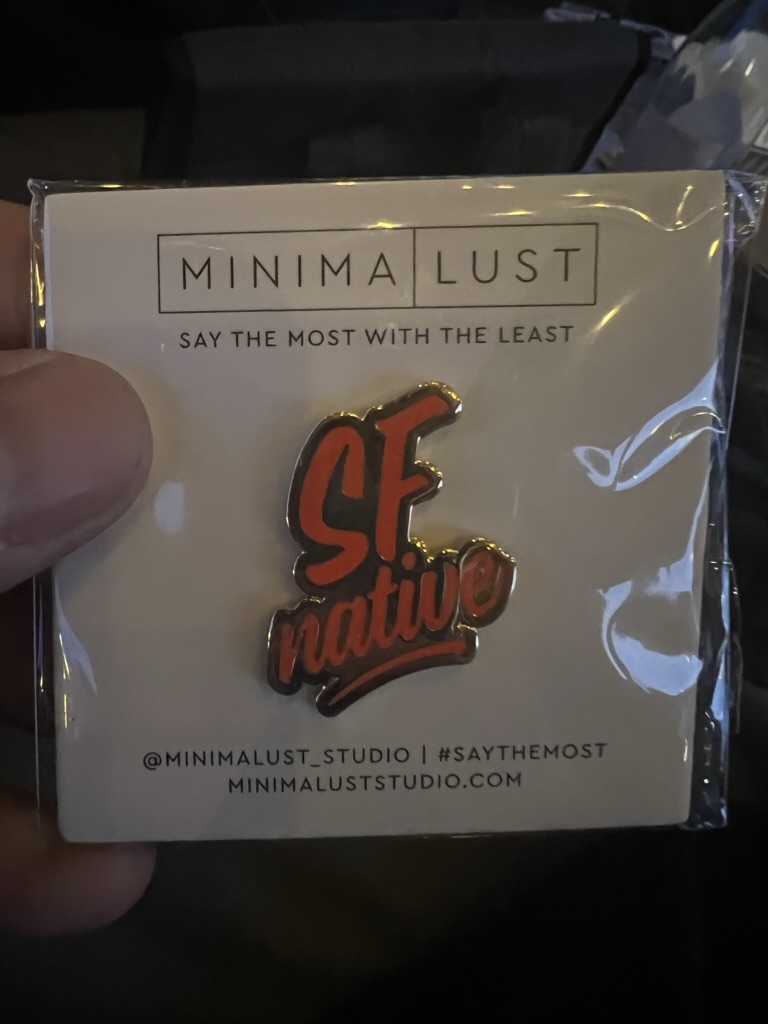 MINIMA LUST
SAY THE MOST WITH THE LEAST
SF
native
@MINIMALUST_STUDIO | #SAYTHEMOST
MINIMALUSTSTUDIO.COM